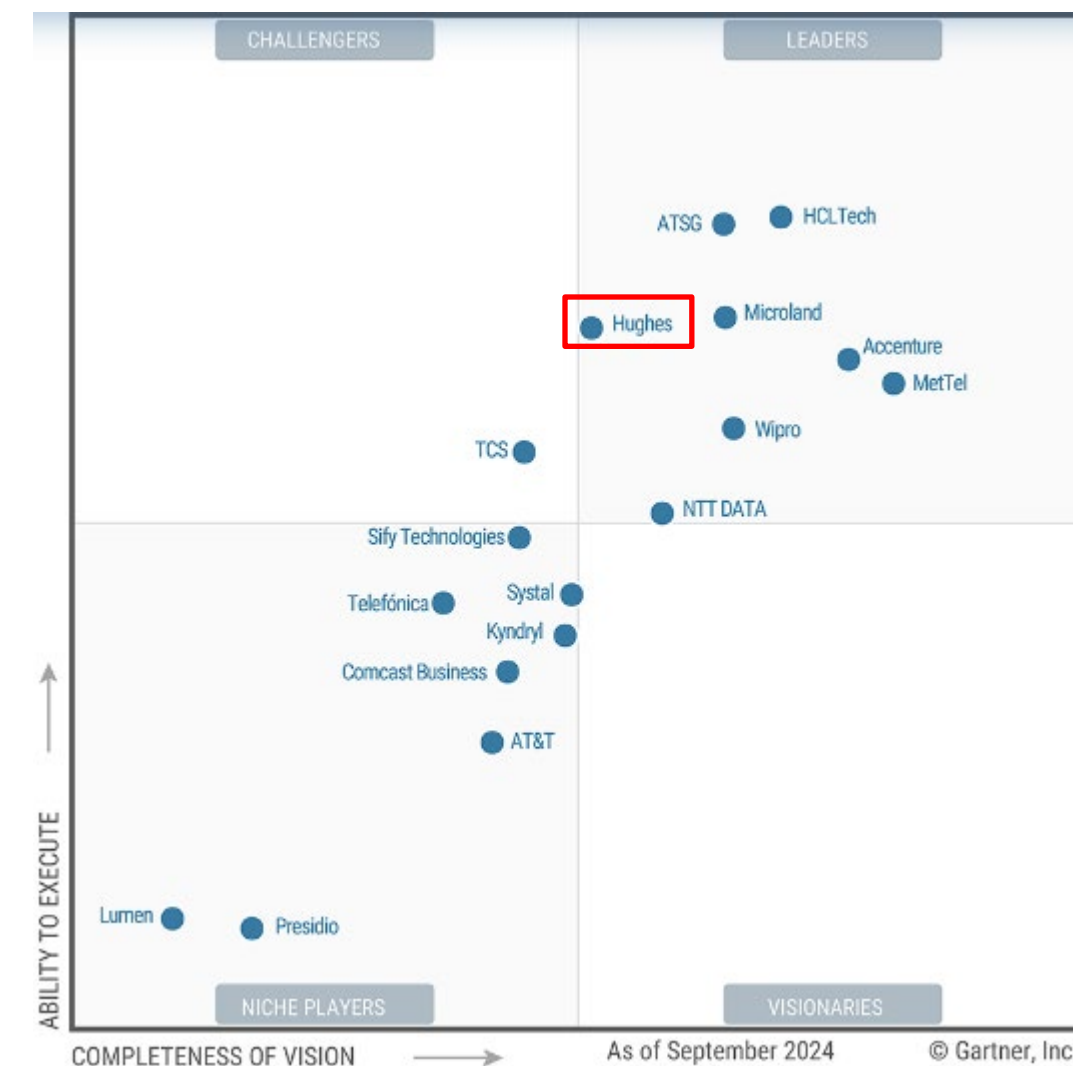 CHALLENGERS
LEADERS
ATSG
HCLTech
Hughes
Microland
Accenture
MetTel
Wipro
TCS
NTT DATA
Sify Technologies
Systal
Telefónica
Kyndryl
Comcast Business
AT&T
Lumen
Presidio
NICHE PLAYERS
VISIONARIES
ABILITY TO EXECUTE
COMPLETENESS OF VISION
As of September 2024
© Gartner, Inc